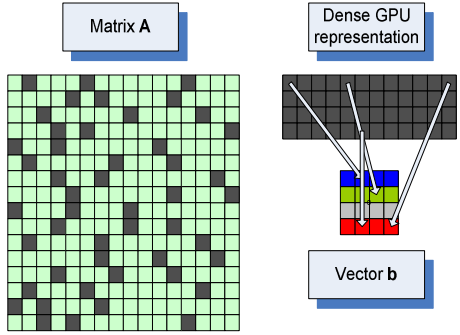 Matrix A
Dense GPU
representation
Vector b